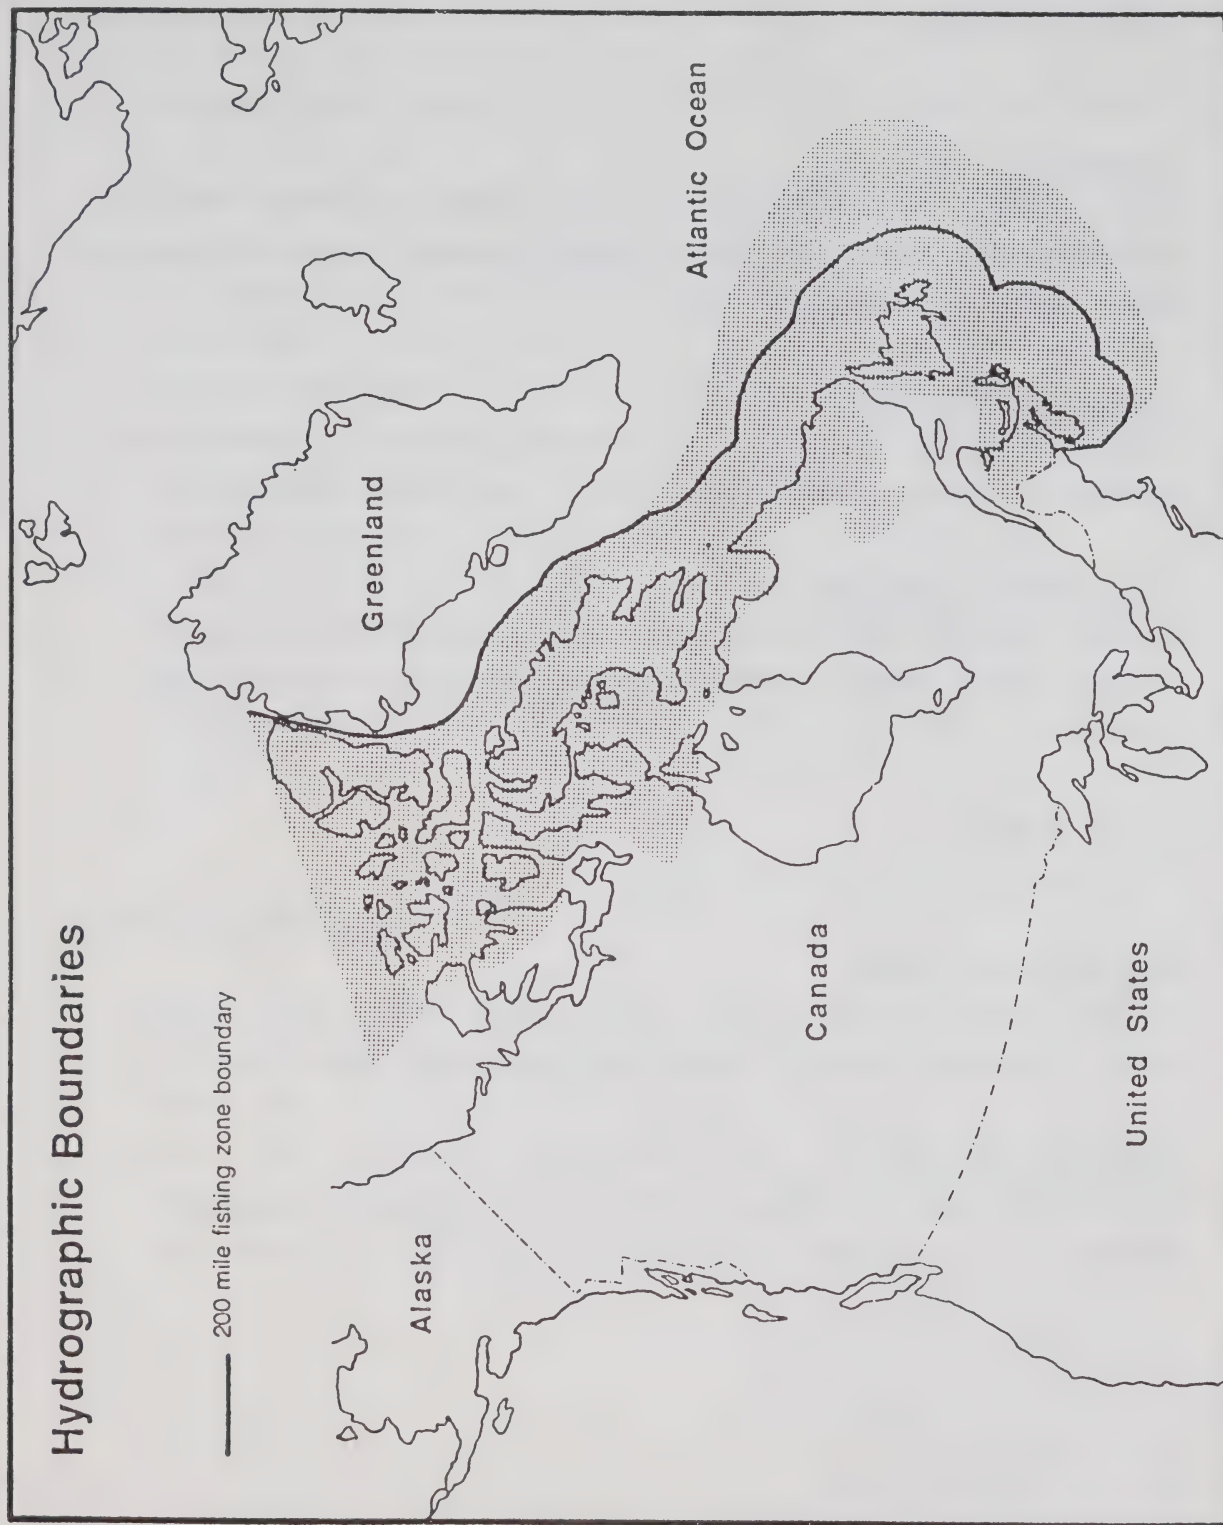 Hydrographic Boundaries
200 mile fishing zone boundary
Greenland
Atlantic Ocean
Alaska
Canada
United States